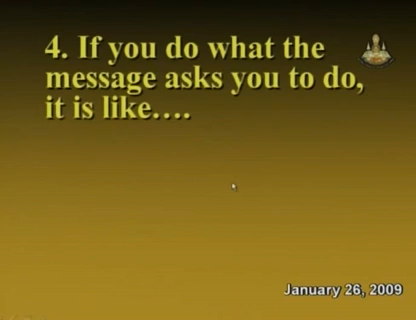 4. If you do what the
message asks you to do,
it is like….
January 26, 2009